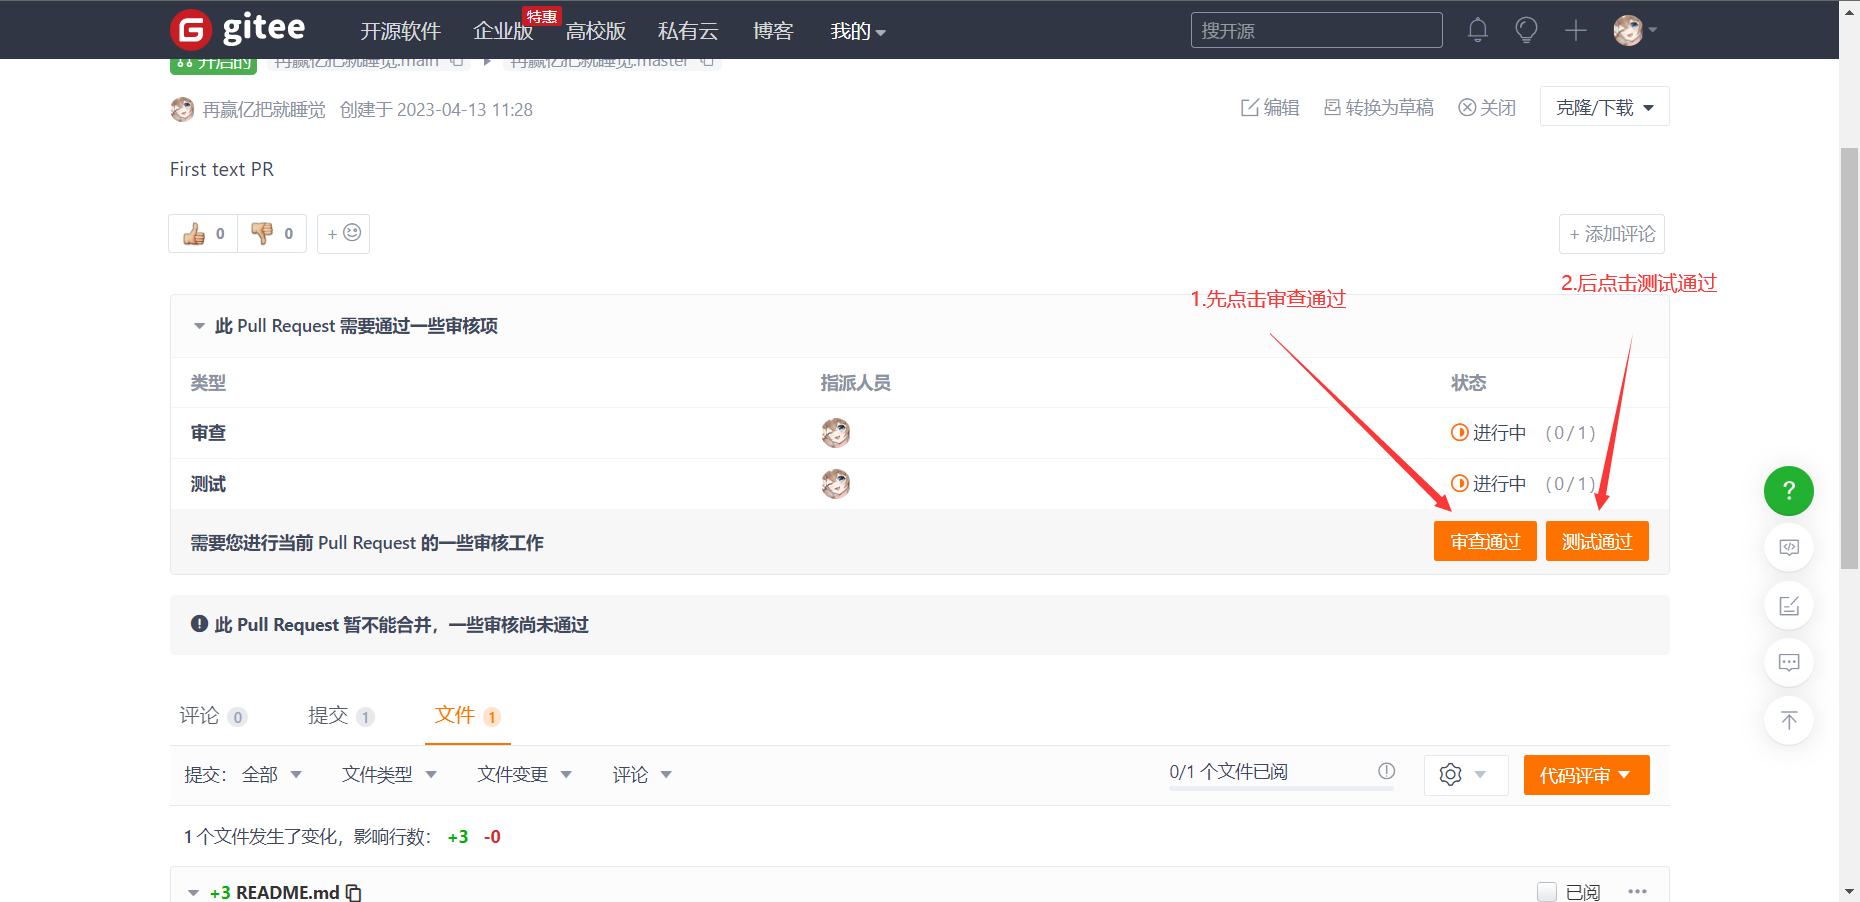 gitee 开源软件 企业版 特惠 高校版 私有云 博客 我的 搜开源
开启的 再赢亿把就睡觉:main 再赢亿把就睡觉:master
再赢亿把就睡觉 创建于 2023-04-13 11:28 编辑 转换为草稿 关闭 克隆/下载
First text PR
0 0 + + 添加评论
1.先点击审查通过 2.后点击测试通过
此 Pull Request 需要通过一些审核项
类型 指派人员 状态
审查 进行中 (0/1)
测试 进行中 (0/1)
需要您进行当前 Pull Request 的一些审核工作 审查通过 测试通过
此 Pull Request 暂不能合并，一些审核尚未通过
评论 0 提交 1 文件 1
提交： 全部 文件类型 文件变更 评论 0/1 个文件已阅 代码评审
1 个文件发生了变化，影响行数： +3 -0
+3 README.md 已阅 ···